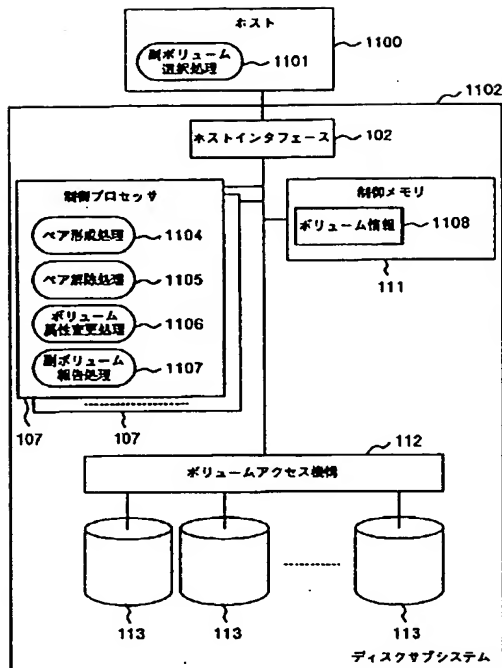 ホスト
副ボリューム
選択処理
1101
1100
1102
ホストインタフェース
102
制御プロセッサ
ペア形成処理
1104
ペア解除処理
1105
ボリューム
属性変更処理
1106
副ボリューム
報告処理
1107
107
107
制御メモリ
ボリューム情報
1108
111
112
ボリュームアクセス機構
113
113
113
ディスクサブシステム